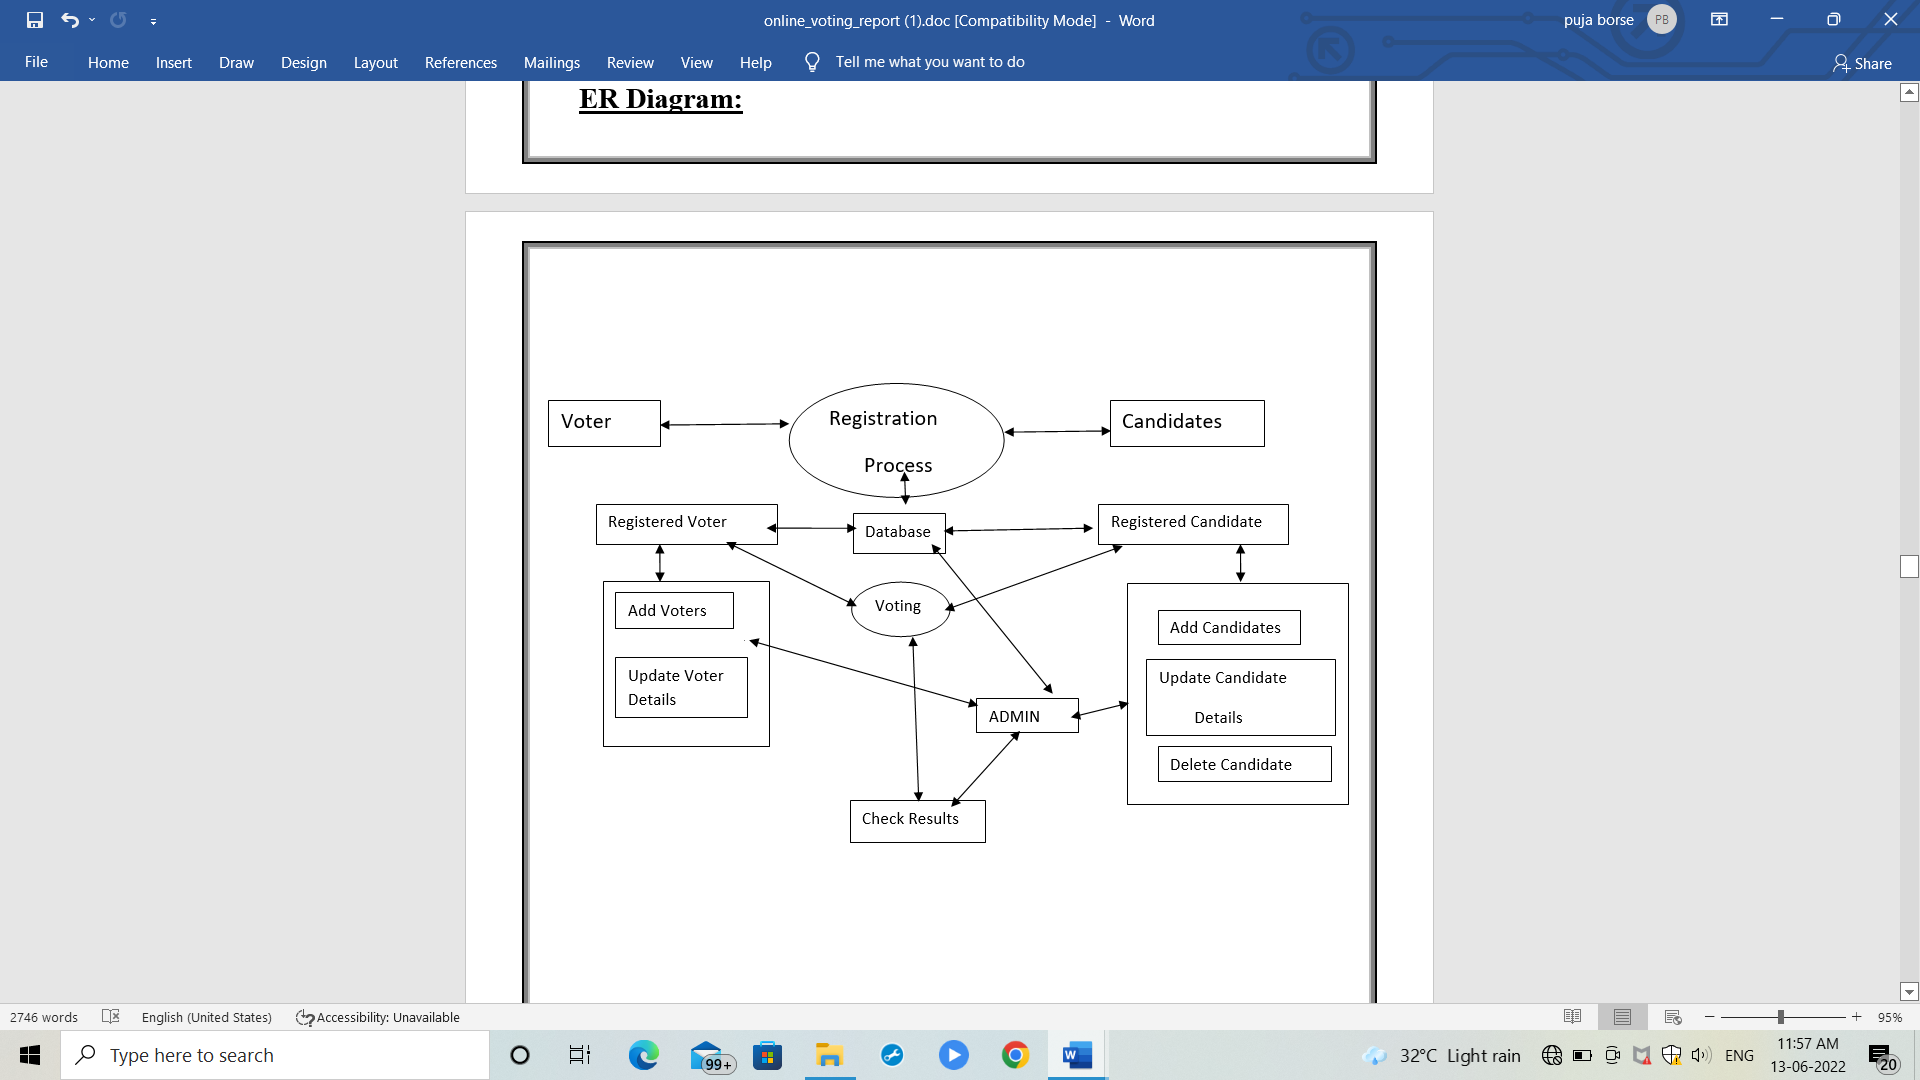 online_voting_report (1).doc [Compatibility Mode] - Word
puja borse
PB
File Home Insert Draw Design Layout References Mailings Review View Help Tell me what you want to do
Share
ER Diagram:
Voter
Registration
Process
Candidates
Registered Voter
Database
Registered Candidate
Add Voters
Voting
Add Candidates
Update Voter
Details
Update Candidate
Details
ADMIN
Delete Candidate
Check Results
2746 words
English (United States)
Accessibility: Unavailable
95%
Type here to search
99+
W
32°C Light rain
ENG
11:57 AM
13-06-2022
20